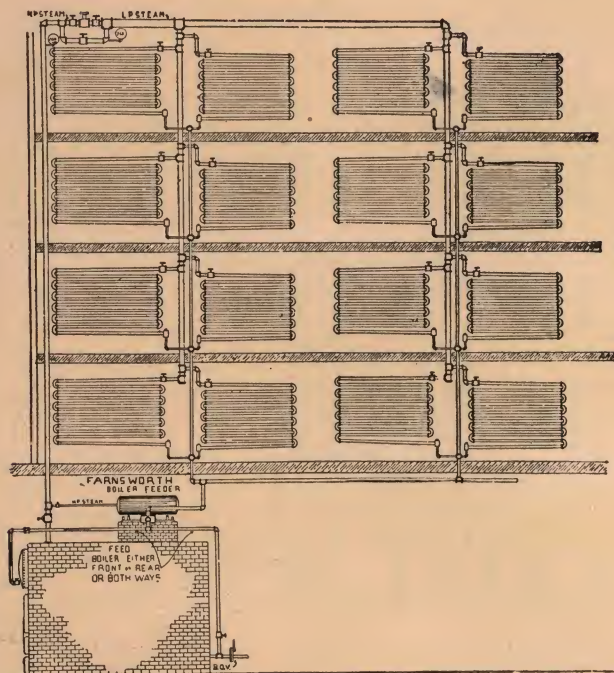 H.P.STEAM
L.P.STEAM
FARNSWORTH
BOILER FEEDER
H.P STEAM
FEED
BOILER EITHER
FRONT OR REAR
OR BOTH WAYS
B.O.V.